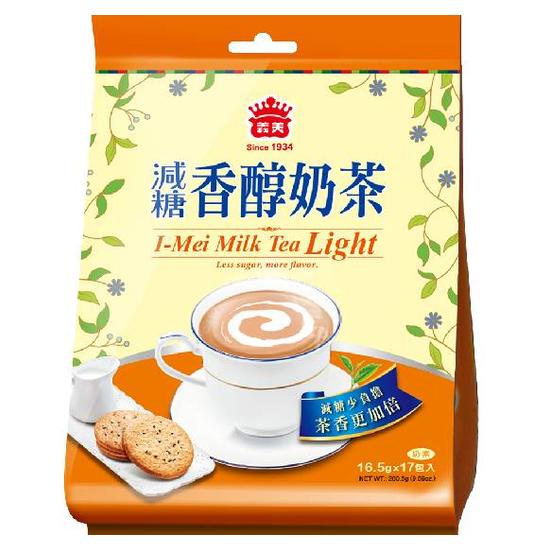 義美
Since 1934
減糖 香醇奶茶
I-Mei Milk Tea Light
Less sugar, more flavor.
減糖少負擔
茶香更加倍
奶素
16.5g×17包入
NET WT.: 280.5g (9.89oz.)